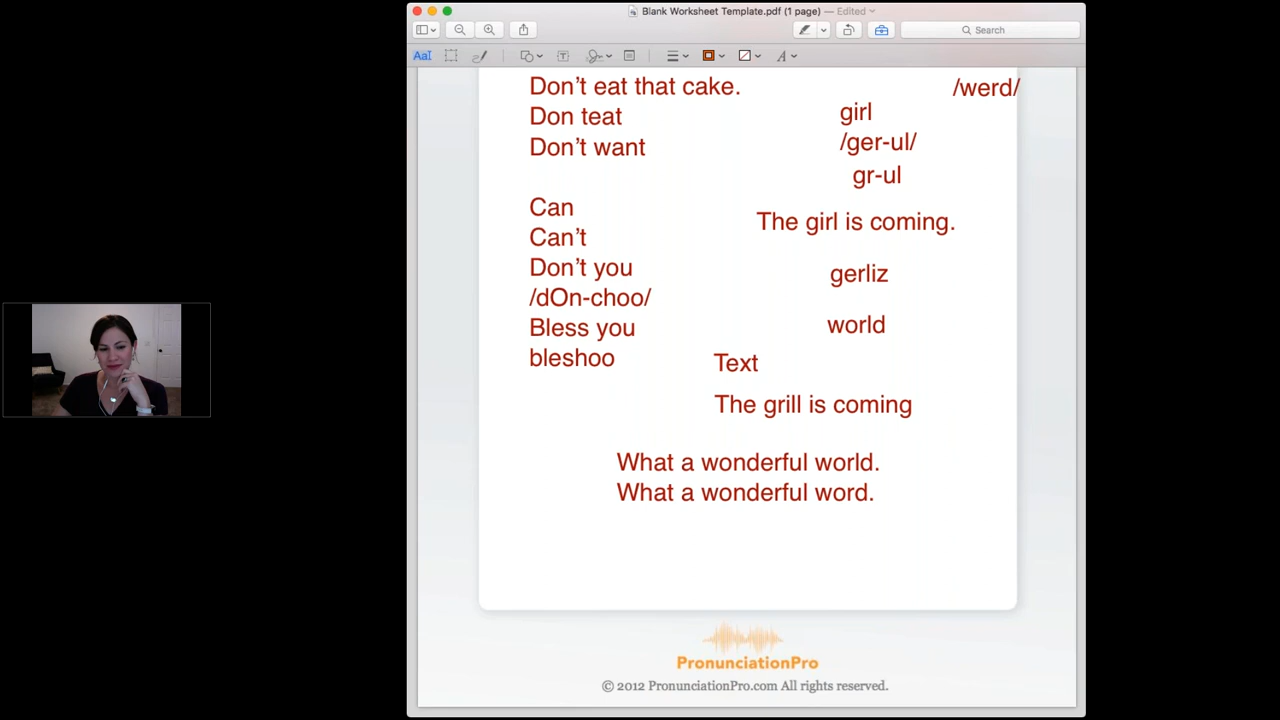 Blank Worksheet Template.pdf (1 page) — Edited
Search
AaI
T
A
Don’t eat that cake.
Don teat
Don’t want
Can
Can’t
Don’t you
/dOn-choo/
Bless you
bleshoo
/werd/
girl
/ger-ul/
gr-ul
The girl is coming.
gerliz
world
Text
The grill is coming
What a wonderful world.
What a wonderful word.
PronunciationPro
© 2012 PronunciationPro.com All rights reserved.